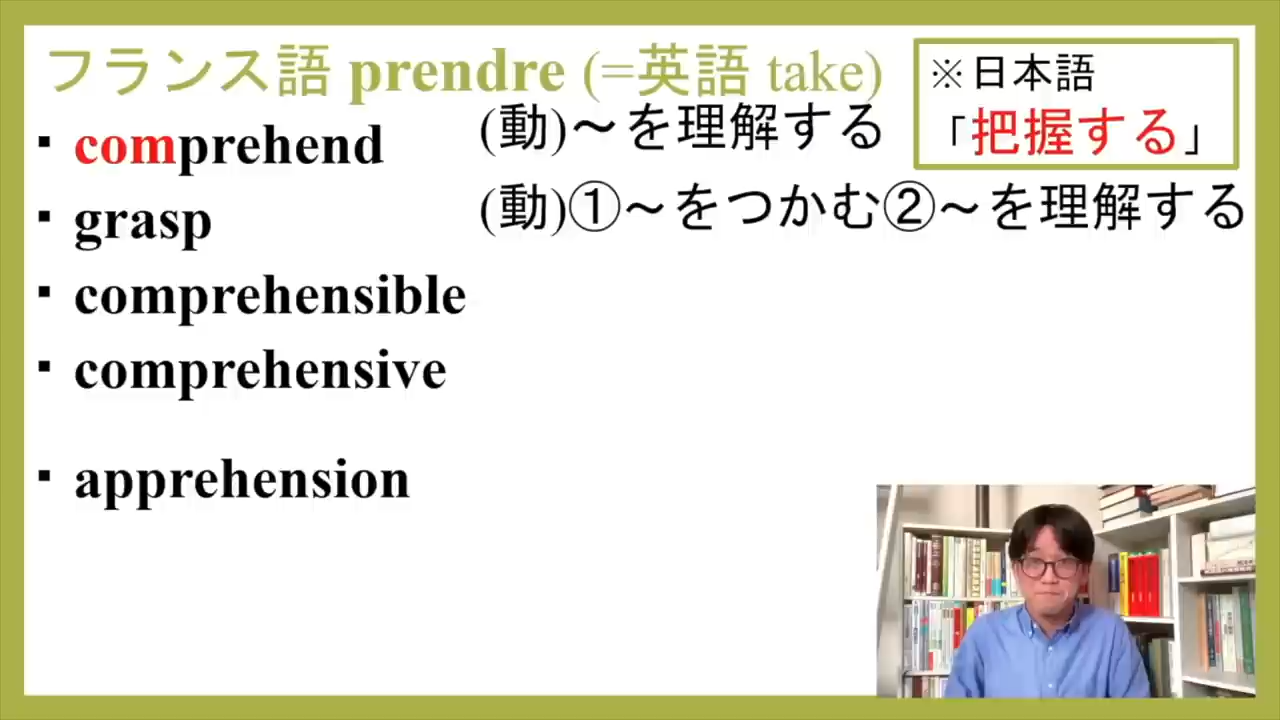 フランス語 prendre (=英語 take)
※日本語
「把握する」
・comprehend (動)～を理解する
・grasp (動)①～をつかむ②～を理解する
・comprehensible
・comprehensive
・apprehension